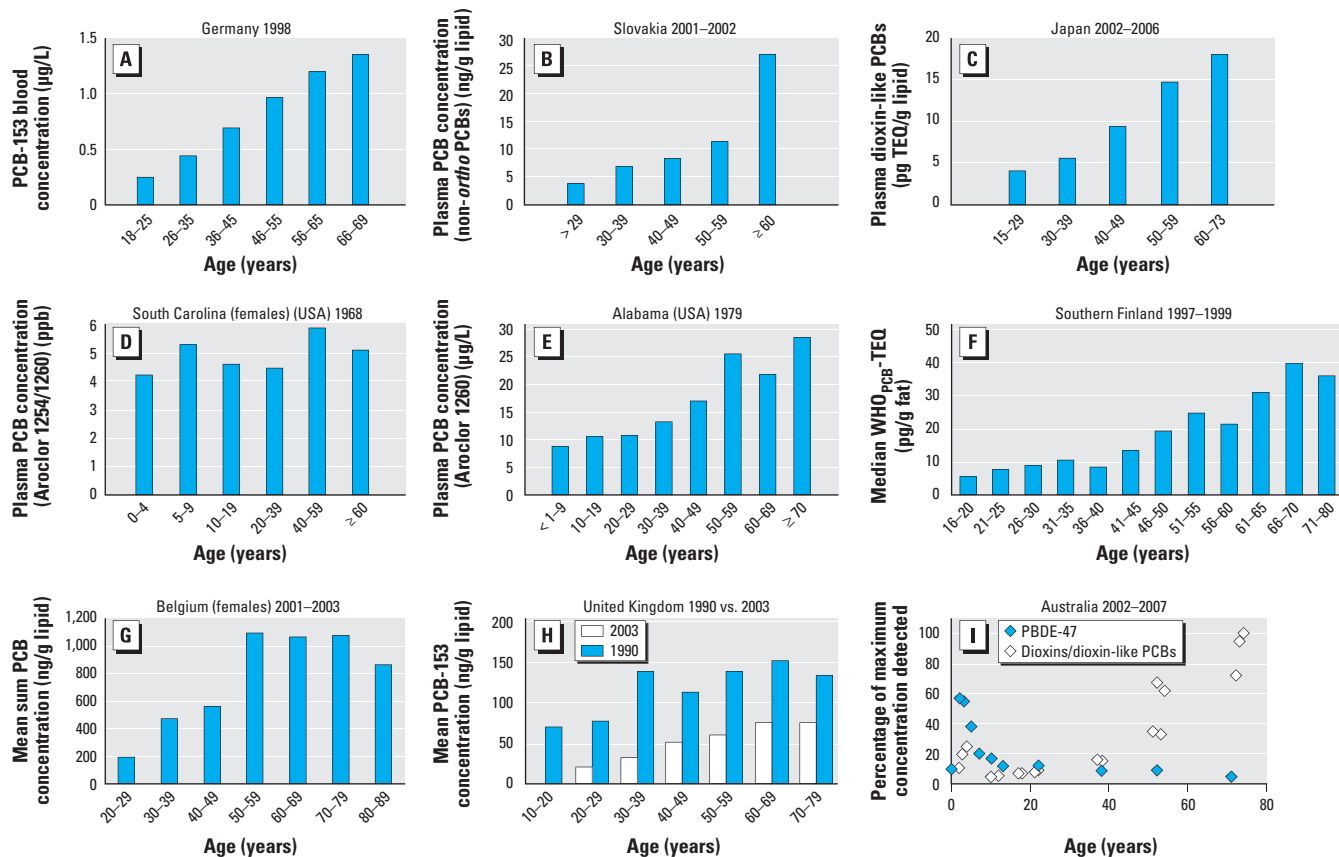 Germany 1998
A
PCB-153 blood
concentration (µg/L)
1.5
1.0
0.5
0
18–25
26–35
36–45
46–55
56–65
66–69
Age (years)
Slovakia 2001–2002
B
Plasma PCB concentration
(non-ortho PCBs) (ng/g lipid)
30
25
20
15
10
5
0
> 29
30–39
40–49
50–59
≥ 60
Age (years)
Japan 2002–2006
C
Plasma dioxin-like PCBs
(pg TEQ/g lipid)
20
15
10
5
0
15–29
30–39
40–49
50–59
60–73
Age (years)
South Carolina (females) (USA) 1968
D
Plasma PCB concentration
(Aroclor 1254/1260) (ppb)
6
5
4
3
2
1
0
0–4
5–9
10–19
20–39
40–59
≥ 60
Age (years)
Alabama (USA) 1979
E
Plasma PCB concentration
(Aroclor 1260) (µg/L)
30
25
20
15
10
5
0
< 1–9
10–19
20–29
30–39
40–49
50–59
60–69
≥ 70
Age (years)
Southern Finland 1997–1999
F
Median WHOPCB-TEQ
(pg/g fat)
50
40
30
20
10
0
16–20
21–25
26–30
31–35
36–40
41–45
46–50
51–55
56–60
61–65
66–70
71–80
Age (years)
Belgium (females) 2001–2003
G
Mean sum PCB
concentration (ng/g lipid)
1,200
1,000
800
600
400
200
0
20–29
30–39
40–49
50–59
60–69
70–79
80–89
Age (years)
United Kingdom 1990 vs. 2003
H
2003
1990
Mean PCB-153
concentration (ng/g lipid)
200
150
100
50
0
10–20
20–29
30–39
40–49
50–59
60–69
70–79
Age (years)
Australia 2002–2007
I
PBDE-47
Dioxins/dioxin-like PCBs
Percentage of maximum
concentration detected
100
80
60
40
20
0
0
20
40
60
80
Age (years)